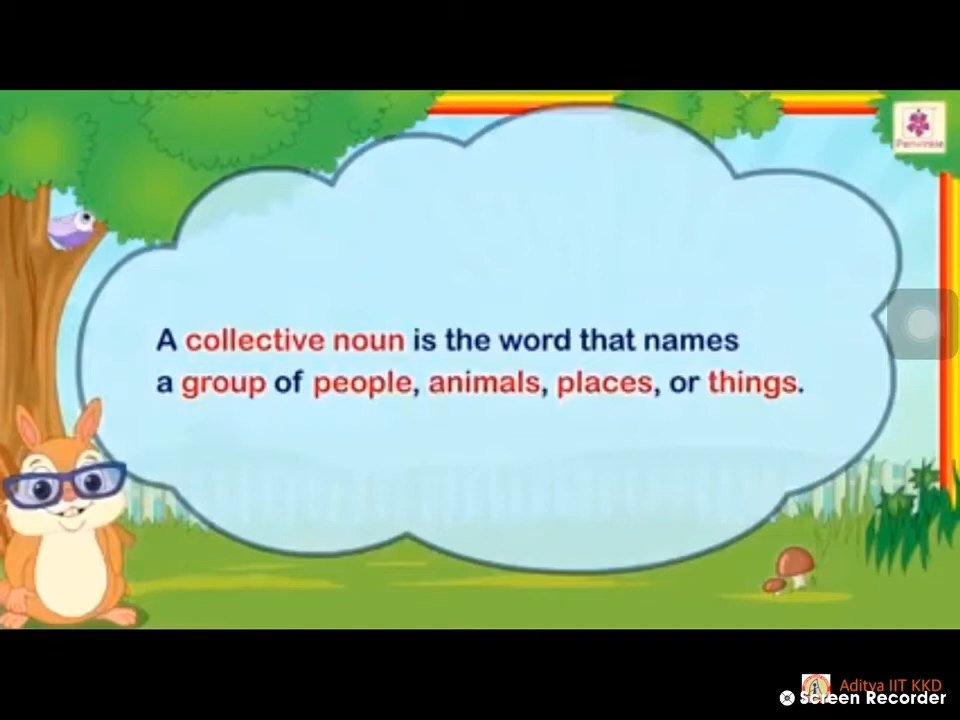 Periwinkle
A collective noun is the word that names
a group of people, animals, places, or things.
Aditya IIT KKD
Screen Recorder